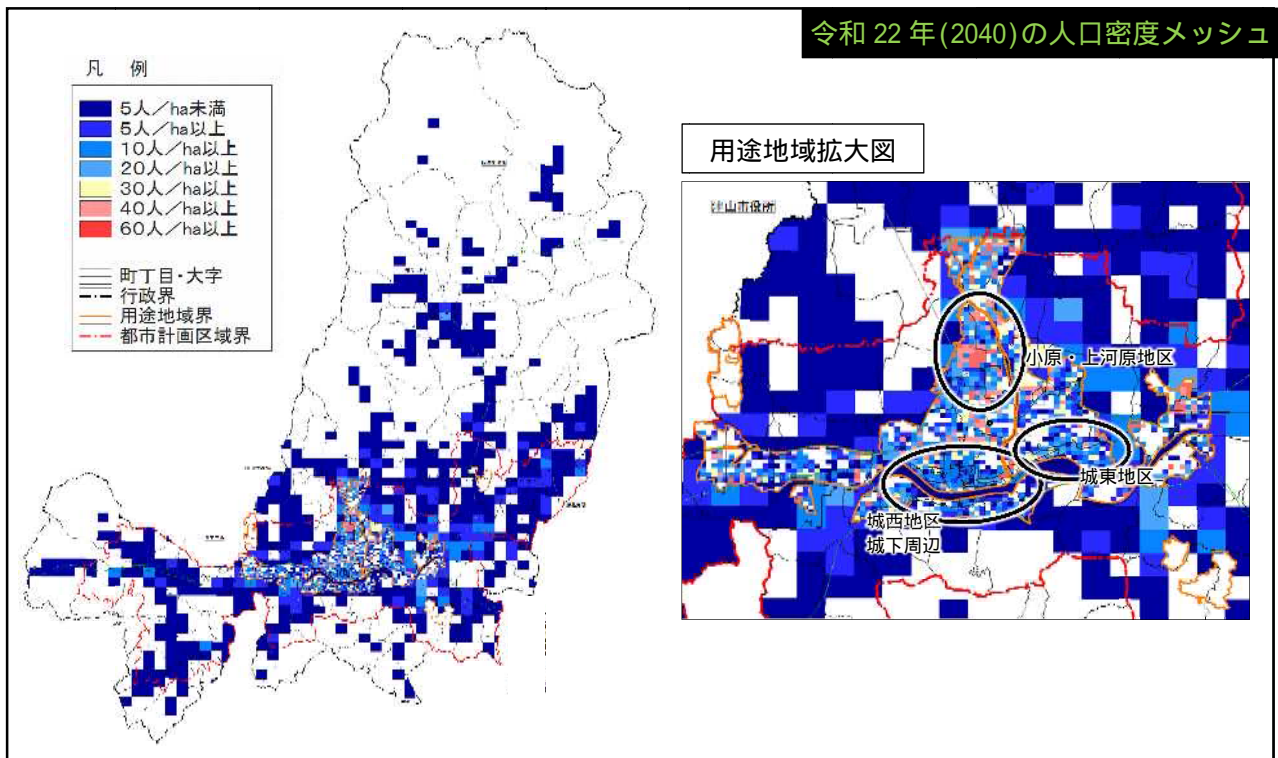 令和 22 年(2040)の人口密度メッシュ
凡 例
5人／ha未満
5人／ha以上
10人／ha以上
20人／ha以上
30人／ha以上
40人／ha以上
60人／ha以上
町丁目・大字
行政界
用途地域界
都市計画区域界
用途地域拡大図
津山市役所
小原・上河原地区
城東地区
城西地区
城下周辺